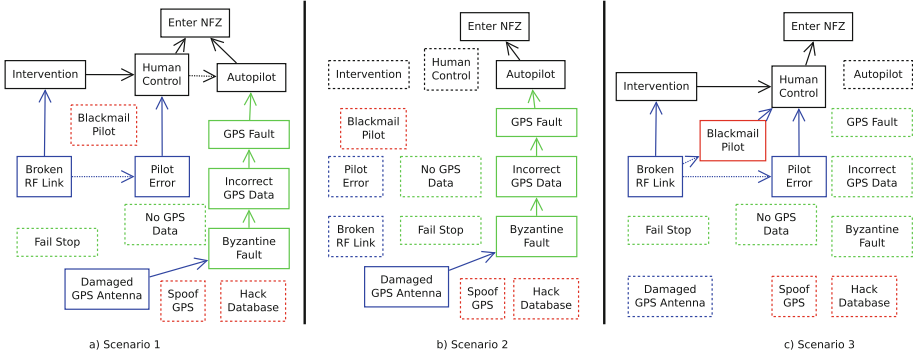 Enter NFZ
Intervention
Human
Control
Autopilot
Blackmail
Pilot
GPS Fault
Broken
RF Link
Pilot
Error
Incorrect
GPS Data
No GPS
Data
Fail Stop
Byzantine
Fault
Damaged
GPS Antenna
Spoof
GPS
Hack
Database
a) Scenario 1
Enter NFZ
Intervention
Human
Control
Autopilot
Blackmail
Pilot
GPS Fault
Pilot
Error
No GPS
Data
Incorrect
GPS Data
Broken
RF Link
Fail Stop
Byzantine
Fault
Damaged
GPS Antenna
Spoof
GPS
Hack
Database
b) Scenario 2
Enter NFZ
Intervention
Human
Control
Autopilot
Blackmail
Pilot
GPS Fault
Broken
RF Link
Pilot
Error
Incorrect
GPS Data
Fail Stop
No GPS
Data
Byzantine
Fault
Damaged
GPS Antenna
Spoof
GPS
Hack
Database
c) Scenario 3